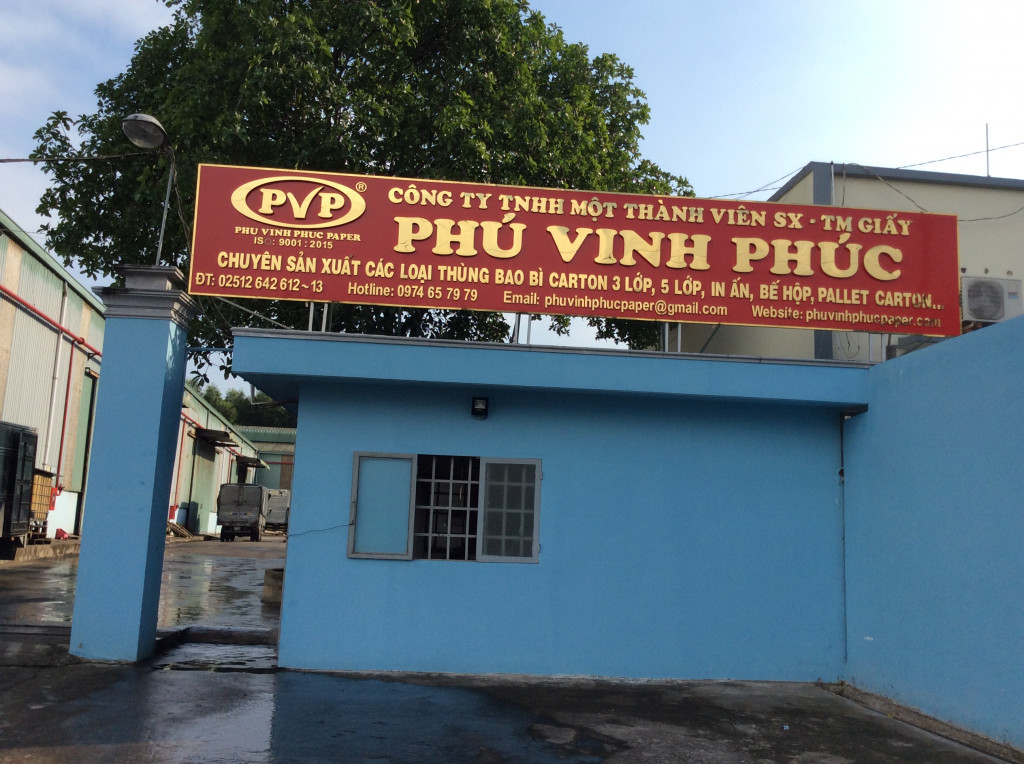 PVP ®
PHU VINH PHUC PAPER
ISO: 9001 : 2015
CÔNG TY TNHH MỘT THÀNH VIÊN SX - TM GIẤY
PHÚ VINH PHÚC
CHUYÊN SẢN XUẤT CÁC LOẠI THÙNG BAO BÌ CARTON 3 LỚP, 5 LỚP, IN ẤN, BẾ HỘP, PALLET CARTON...
ĐT: 02512 642 612~13 Hotline: 0974 65 79 79 Email: phuvinhphucpaper@gmail.com Website: phuvinhphucpaper.com